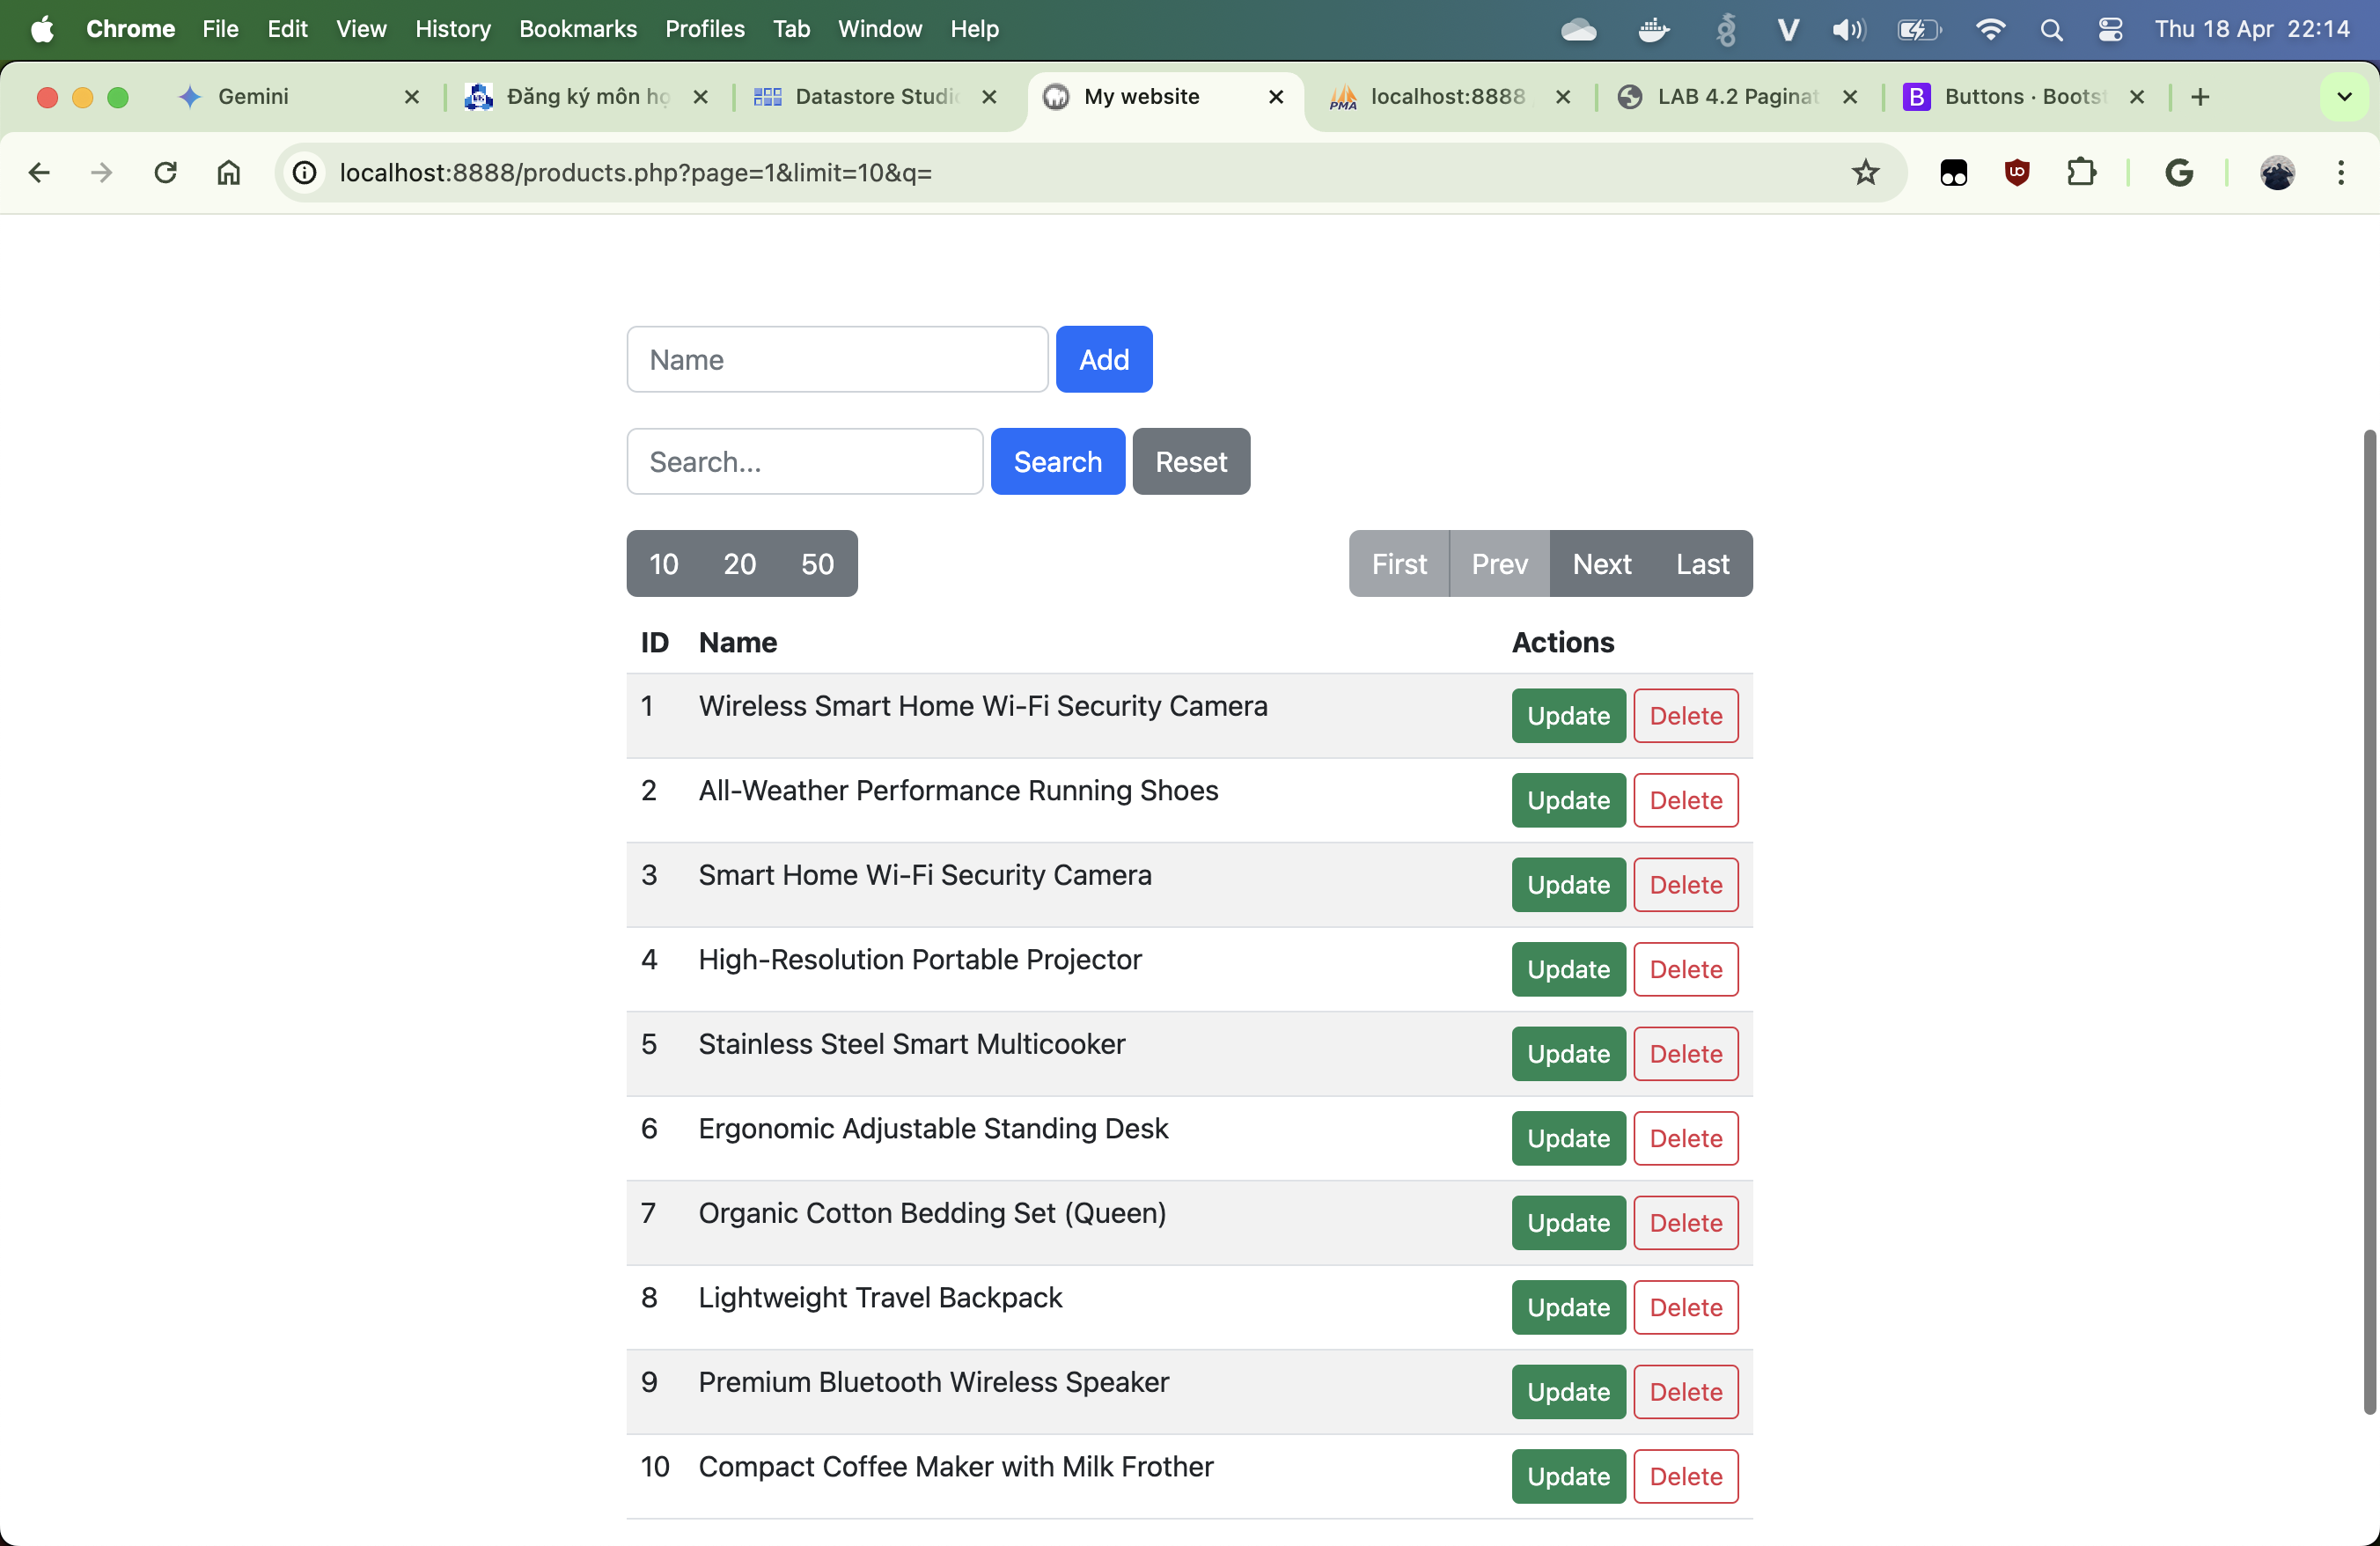 Chrome File Edit View History Bookmarks Profiles Tab Window Help V Thu 18 Apr 22:14
Gemini Đăng ký môn họ Datastore Studi My website PMA localhost:8888 LAB 4.2 Paginat B Buttons · Boots
localhost:8888/products.php?page=1&limit=10&q=
Name Add
Search... Search Reset
10 20 50 First Prev Next Last
ID Name Actions
1 Wireless Smart Home Wi-Fi Security Camera Update Delete
2 All-Weather Performance Running Shoes Update Delete
3 Smart Home Wi-Fi Security Camera Update Delete
4 High-Resolution Portable Projector Update Delete
5 Stainless Steel Smart Multicooker Update Delete
6 Ergonomic Adjustable Standing Desk Update Delete
7 Organic Cotton Bedding Set (Queen) Update Delete
8 Lightweight Travel Backpack Update Delete
9 Premium Bluetooth Wireless Speaker Update Delete
10 Compact Coffee Maker with Milk Frother Update Delete